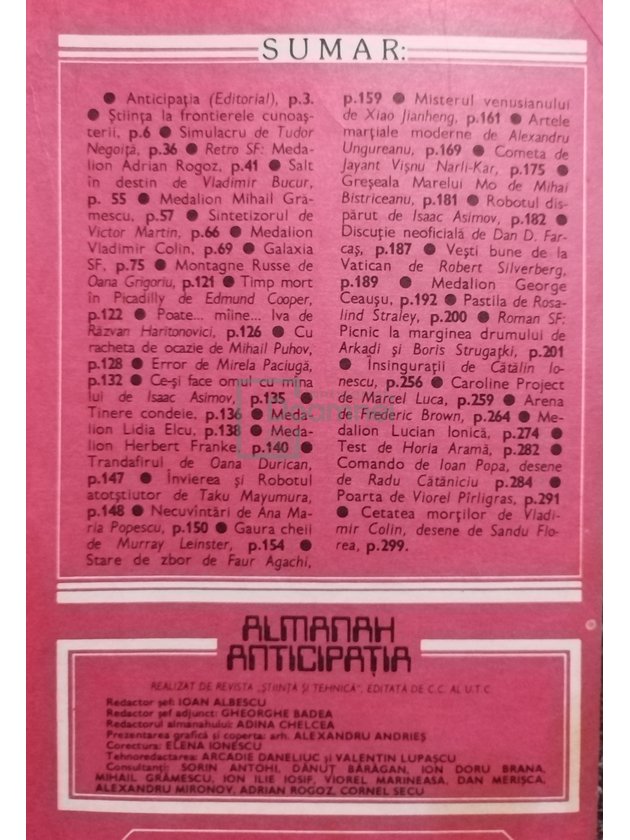 SUMAR:
● Anticipația (Editorial), p.3.
● Știința la frontierele cunoaș-
terii, p.6 ● Simulacru de Tudor
Negoiță, p.36 ● Retro SF: Meda-
lion Adrian Rogoz, p.41 ● Salt
în destin de Vladimir Bucur,
p. 55 ● Medalion Mihail Gră-
mescu, p.57 ● Sintetizorul de
Victor Martin, p.66 ● Medalion
Vladimir Colin, p.69 ● Galaxia
SF, p.75 ● Montagne Russe de
Oana Grigoriu, p.121 ● Timp mort
în Picadilly de Edmund Cooper,
p.122 ● Poate... mîine... Iva de
Răzvan Haritonovici, p.126 ● Cu
racheta de ocazie de Mihail Puhov,
p.128 ● Error de Mirela Paciugă,
p.132 ● Ce-și face omul cu mîna
lui de Isaac Asimov, p.135 ●
Tinere condeie, p.136 ● Meda-
lion Lidia Elcu, p.138 ● Meda-
lion Herbert Franke, p.140 ●
Trandafirul de Oana Durican,
p.147 ● Învierea și Robotul
atotștiutor de Taku Mayumura,
p.148 ● Necuvîntări de Ana Ma-
ria Popescu, p.150 ● Gaura cheii
de Murray Leinster, p.154 ●
Stare de zbor de Faur Agachi,
p.159 ● Misterul venusianului
de Xiao Jianheng, p.161 ● Artele
marțiale moderne de Alexandru
Ungureanu, p.169 ● Cometa de
Jayant Vișnu Narli-Kar, p.175 ●
Greșeala Marelui Mo de Mihai
Bistriceanu, p.181 ● Robotul dis-
părut de Isaac Asimov, p.182 ●
Discuție neoficială de Dan D. Far-
caș, p.187 ● Vești bune de la
Vatican de Robert Silverberg,
p.189 ● Medalion George
Ceaușu, p.192 ● Pastila de Rosa-
lind Straley, p.200 ● Roman SF:
Picnic la marginea drumului de
Arkadi și Boris Strugațki, p.201
● Însinguratii de Cătălin Io-
nescu, p.256 ● Caroline Project
de Marcel Luca, p.259 ● Arena
de Frederic Brown, p.264 ● Me-
dalion Lucian Ionică, p.274 ●
Test de Horia Aramă, p.282 ●
Comando de Ioan Popa, desene
de Radu Cătăniciu p.284 ●
Poarta de Viorel Pîrligras, p.291
● Cetatea morților de Vladi-
mir Colin, desene de Sandu Flo-
rea, p.299.
ALMANAH
ANTICIPAȚIA
REALIZAT DE REVISTA „ȘTIINȚĂ ȘI TEHNICĂ”, EDITATĂ DE C.C. AL U.T.C
Redactor șef: IOAN ALBESCU
Redactor șef adjunct: GHEORGHE BADEA
Redactorul almanahului: ADINA CHELCEA
Prezentarea grafică și coperta: arh. ALEXANDRU ANDRIEȘ
Corectura: ELENA IONESCU
Tehnoredactarea: ARCADIE DANELIUC și VALENTIN LUPAȘCU
Consultanți: SORIN ANTOHI, DĂNUȚ BĂRĂGAN, ION DORU BRANA,
MIHAIL GRĂMESCU, ION ILIE IOSIF, VIOREL MARINEASA, DAN MERIȘCA,
ALEXANDRU MIRONOV, ADRIAN ROGOZ, CORNEL SECU